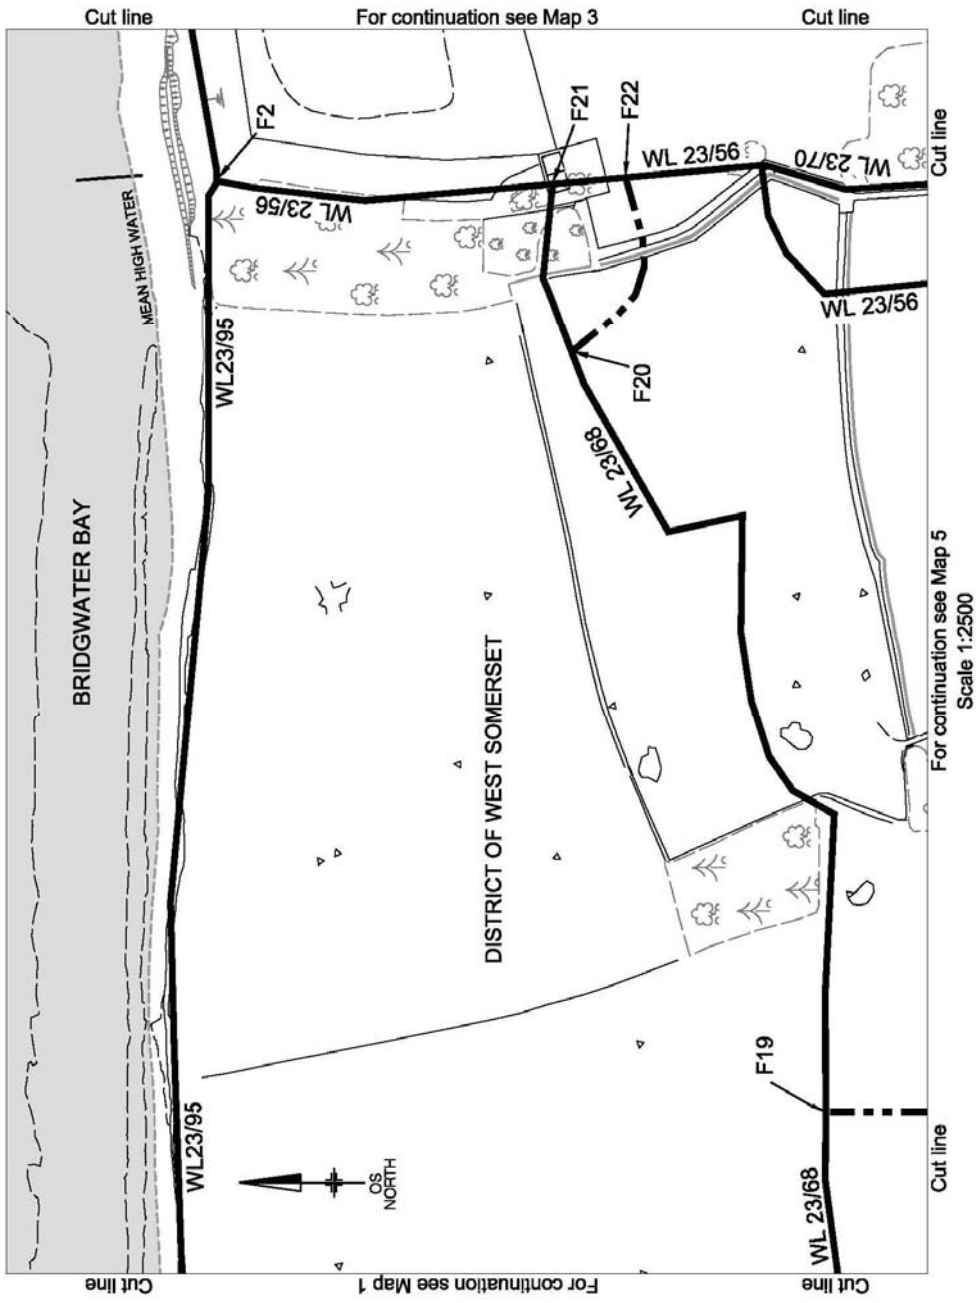 Cut line
For continuation see Map 3
Cut line
BRIDGWATER BAY
MEAN HIGH WATER
F2
F21
F22
WL 23/56
WL 23/56
WL 23/70
Cut line
WL23/95
WL 23/56
F20
WL 23/68
DISTRICT OF WEST SOMERSET
For continuation see Map 5
Scale 1:2500
WL23/95
F19
OS
NORTH
WL 23/68
Cut line
Cut line
For continuation see Map 1
Cut line